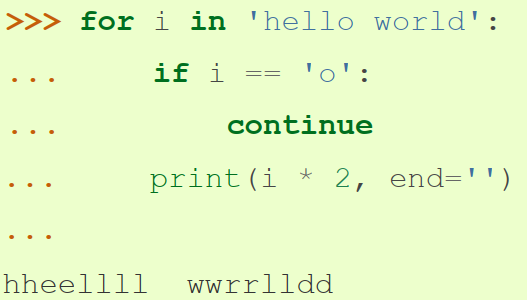 >>> for i in 'hello world':
...     if i == 'o':
...         continue
...     print(i * 2, end='')
...
hheellll  wwrrlldd